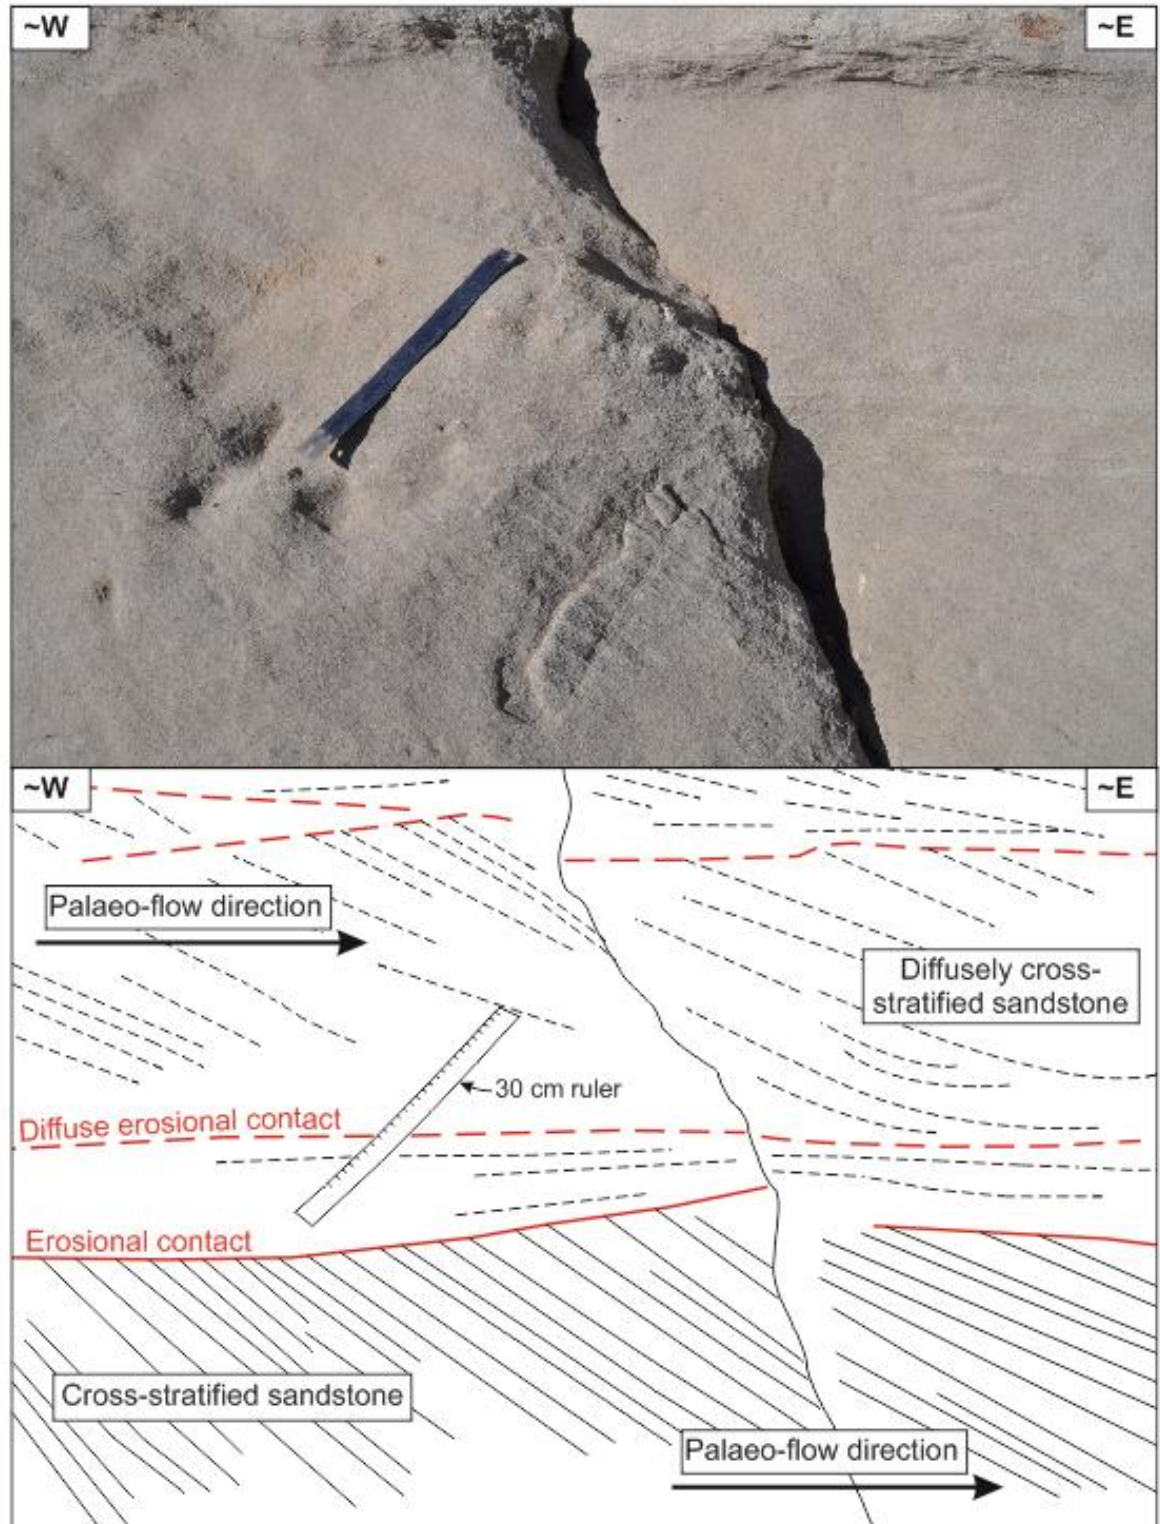 ~W
~E
~W
~E
Palaeo-flow direction
Diffusely cross-
stratified sandstone
30 cm ruler
Diffuse erosional contact
Erosional contact
Cross-stratified sandstone
Palaeo-flow direction